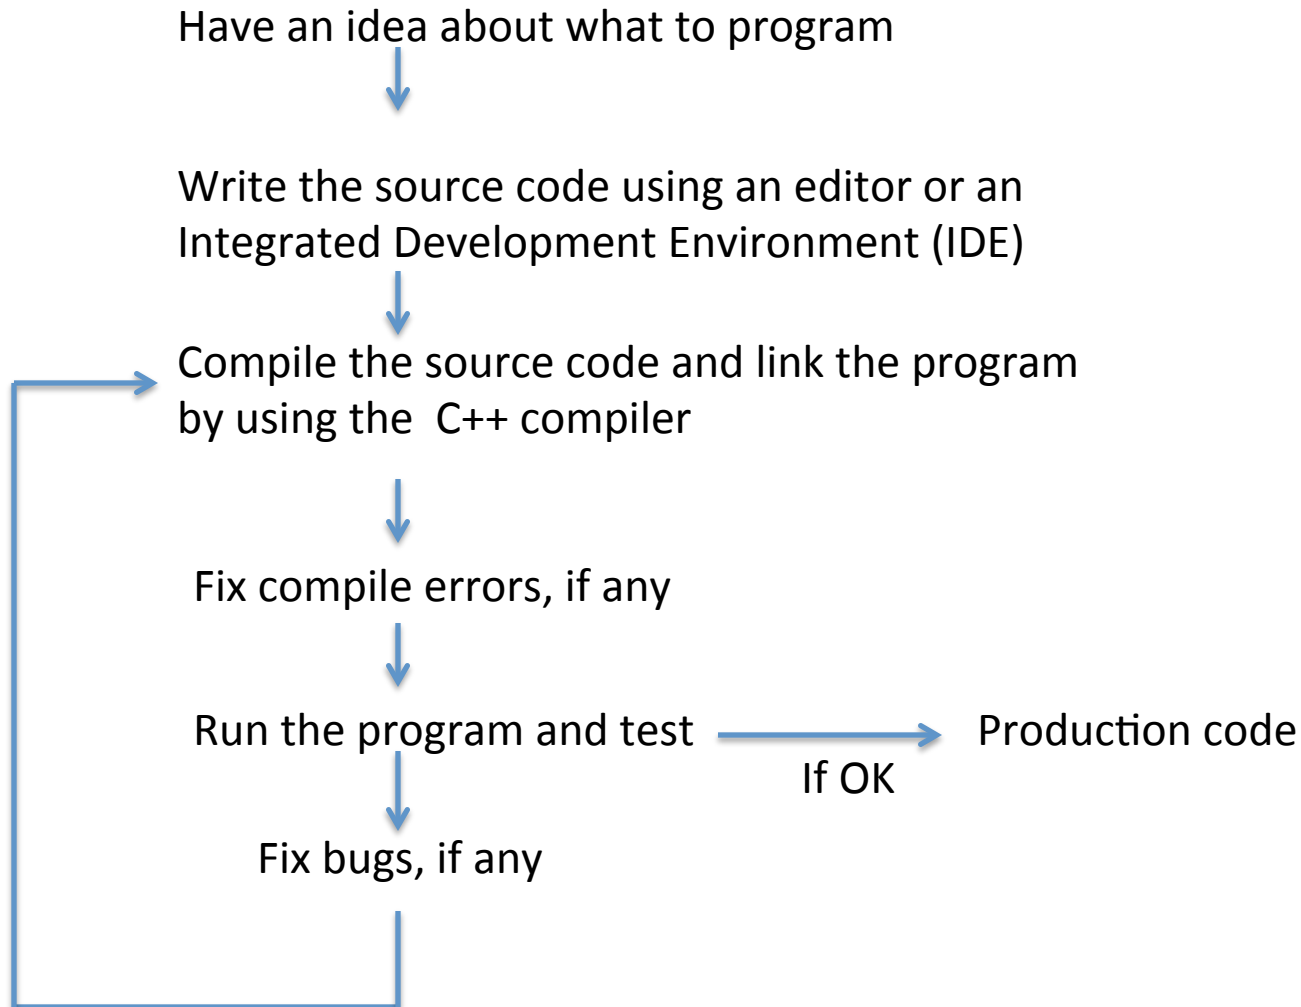 Have an idea about what to program
Write the source code using an editor or an
Integrated Development Environment (IDE)
Compile the source code and link the program
by using the  C++ compiler
Fix compile errors, if any
Run the program and test
Production code
If OK
Fix bugs, if any